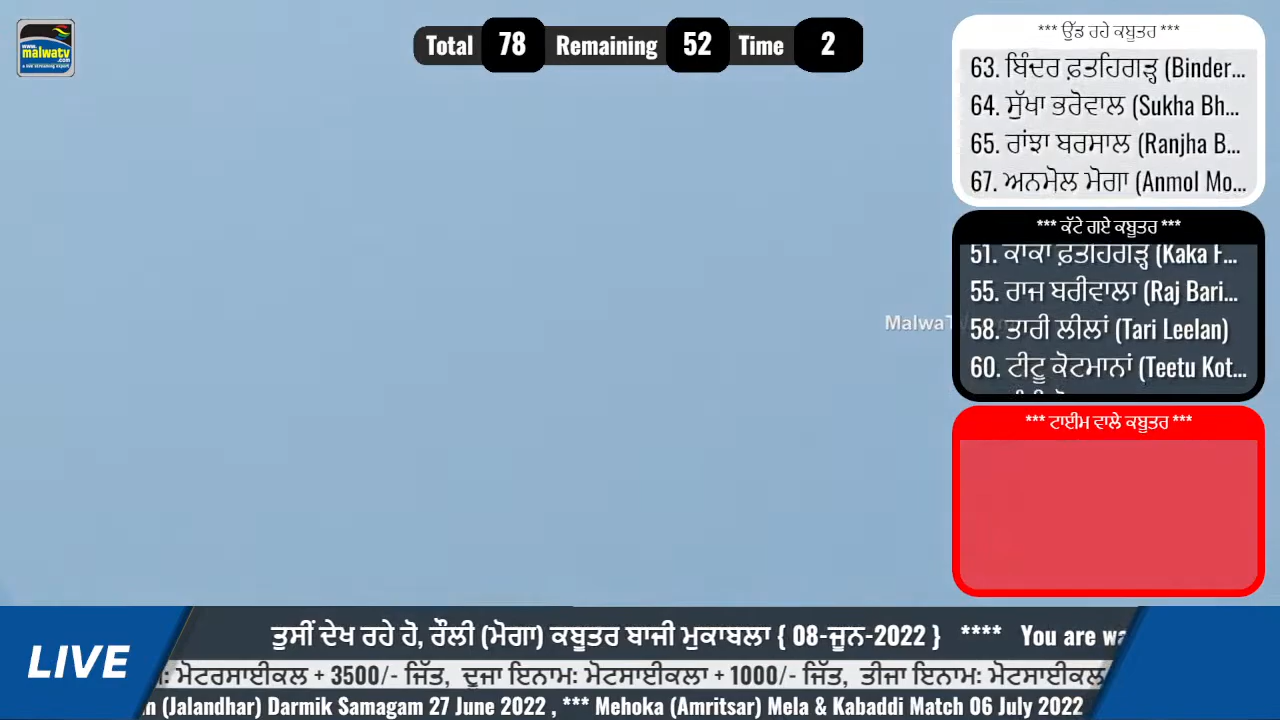 www.
malwatv
.com
Total 78 Remaining 52 Time 2
*** ਉੱਡ ਰਹੇ ਕਬੂਤਰ ***
63. ਬਿੰਦਰ ਫ਼ਤਹਿਗੜ੍ਹ (Binder...
64. ਸੁੱਖਾ ਭਰੋਵਾਲ (Sukha Bh...
65. ਰਾਂਝਾ ਬਰਸਾਲ (Ranjha B...
67. ਅਨਮੋਲ ਮੋਗਾ (Anmol Mo...
*** ਕੱਟੇ ਗਏ ਕਬੂਤਰ ***
51. ਕਾਕਾ ਫ਼ਤਹਿਗੜ੍ਹ (Kaka F...
55. ਰਾਜ ਬਰੀਵਾਲਾ (Raj Bari...
58. ਤਾਰੀ ਲੀਲਾਂ (Tari Leelan)
60. ਟੀਟੂ ਕੋਟਮਾਨਾਂ (Teetu Kot...
MalwaTV
*** ਟਾਈਮ ਵਾਲੇ ਕਬੂਤਰ ***
LIVE
ਤੁਸੀਂ ਦੇਖ ਰਹੇ ਹੋ, ਰੌਲੀ (ਮੋਗਾ) ਕਬੂਤਰ ਬਾਜੀ ਮੁਕਾਬਲਾ { 08-ਜੂਨ-2022 } **** You are
: ਮੋਟਰਸਾਈਕਲ + 3500/- ਜਿੱਤ, ਦੂਜਾ ਇਨਾਮ: ਮੋਟਸਾਈਕਲਾ + 1000/- ਜਿੱਤ, ਤੀਜਾ ਇਨਾਮ: ਮੋਟਸਾਈਕਲ
(Jalandhar) Darmik Samagam 27 June 2022 , *** Mehoka (Amritsar) Mela & Kabaddi Match 06 July 2022